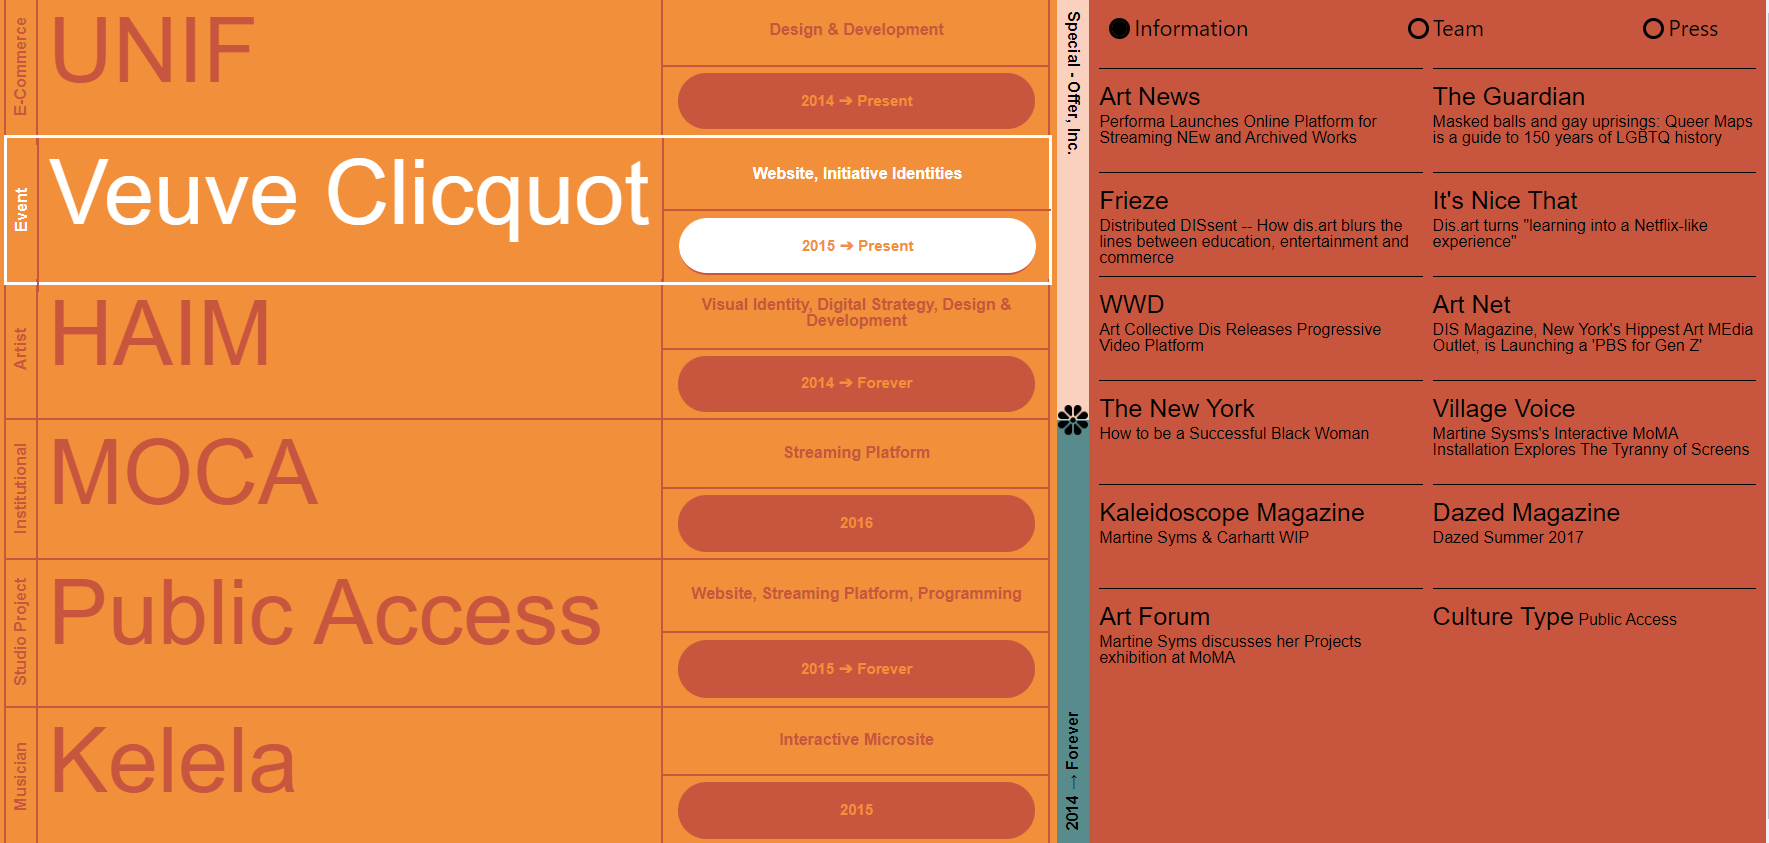 E-Commerce
UNIF
Design & Development
2014 ➔ Present
Event
Veuve Clicquot
Website, Initiative Identities
2015 ➔ Present
Artist
HAIM
Visual Identity, Digital Strategy, Design &
Development
2014 ➔ Forever
Institutional
MOCA
Streaming Platform
2016
Studio Project
Public Access
Website, Streaming Platform, Programming
2015 ➔ Forever
Musician
Kelela
Interactive Microsite
2015
Special - Offer, Inc.
2014 → Forever
Information
Team
Press
Art News
Performa Launches Online Platform for
Streaming NEw and Archived Works
The Guardian
Masked balls and gay uprisings: Queer Maps
is a guide to 150 years of LGBTQ history
Frieze
Distributed DISsent -- How dis.art blurs the
lines between education, entertainment and
commerce
It's Nice That
Dis.art turns "learning into a Netflix-like
experience"
WWD
Art Collective Dis Releases Progressive
Video Platform
Art Net
DIS Magazine, New York's Hippest Art MEdia
Outlet, is Launching a 'PBS for Gen Z'
The New York
How to be a Successful Black Woman
Village Voice
Martine Sysms's Interactive MoMA
Installation Explores The Tyranny of Screens
Kaleidoscope Magazine
Martine Syms & Carhartt WIP
Dazed Magazine
Dazed Summer 2017
Art Forum
Martine Syms discusses her Projects
exhibition at MoMA
Culture Type Public Access